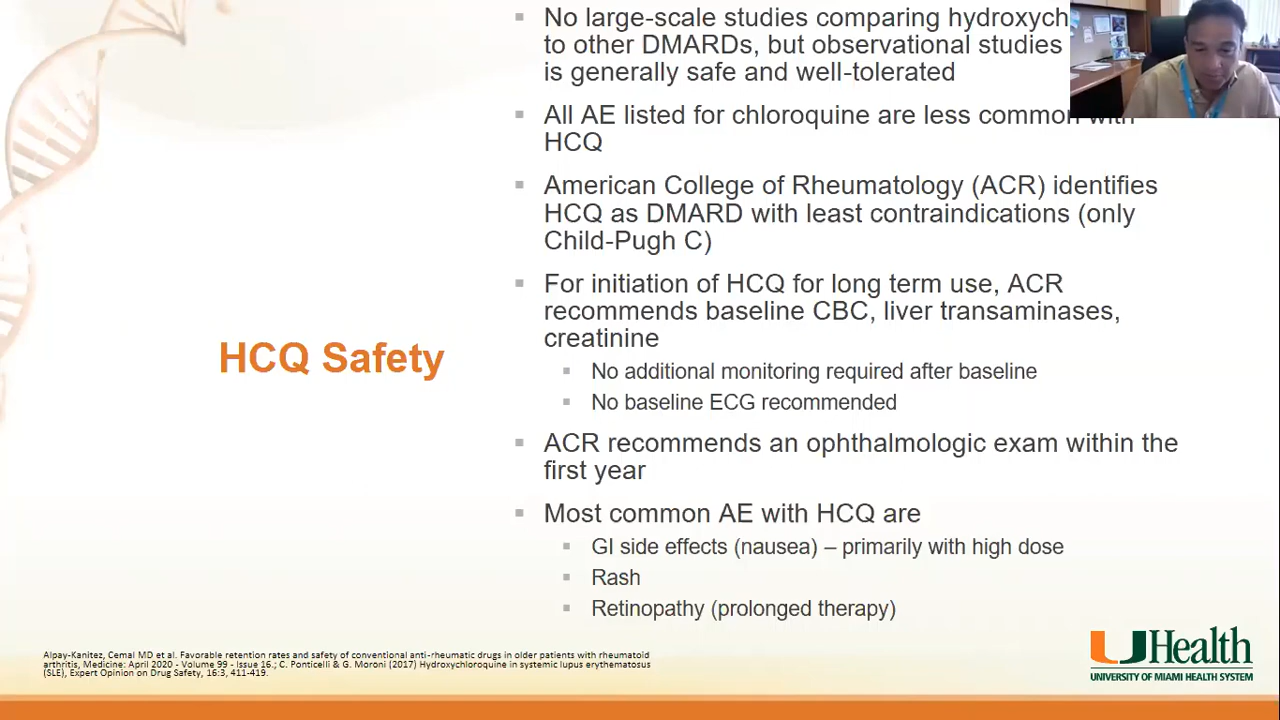 No large-scale studies comparing hydroxych
to other DMARDs, but observational studies
is generally safe and well-tolerated
All AE listed for chloroquine are less common with
HCQ
American College of Rheumatology (ACR) identifies
HCQ as DMARD with least contraindications (only
Child-Pugh C)
For initiation of HCQ for long term use, ACR
recommends baseline CBC, liver transaminases,
creatinine
No additional monitoring required after baseline
No baseline ECG recommended
HCQ Safety
ACR recommends an ophthalmologic exam within the
first year
Most common AE with HCQ are
GI side effects (nausea) – primarily with high dose
Rash
Retinopathy (prolonged therapy)
Alpay-Kanitez, Cemal MD et al. Favorable retention rates and safety of conventional anti-rheumatic drugs in older patients with rheumatoid
arthritis, Medicine: April 2020 - Volume 99 - Issue 16.; C. Ponticelli & G. Moroni (2017) Hydroxychloroquine in systemic lupus erythematosus
(SLE), Expert Opinion on Drug Safety, 16:3, 411-419.
UHealth
UNIVERSITY OF MIAMI HEALTH SYSTEM